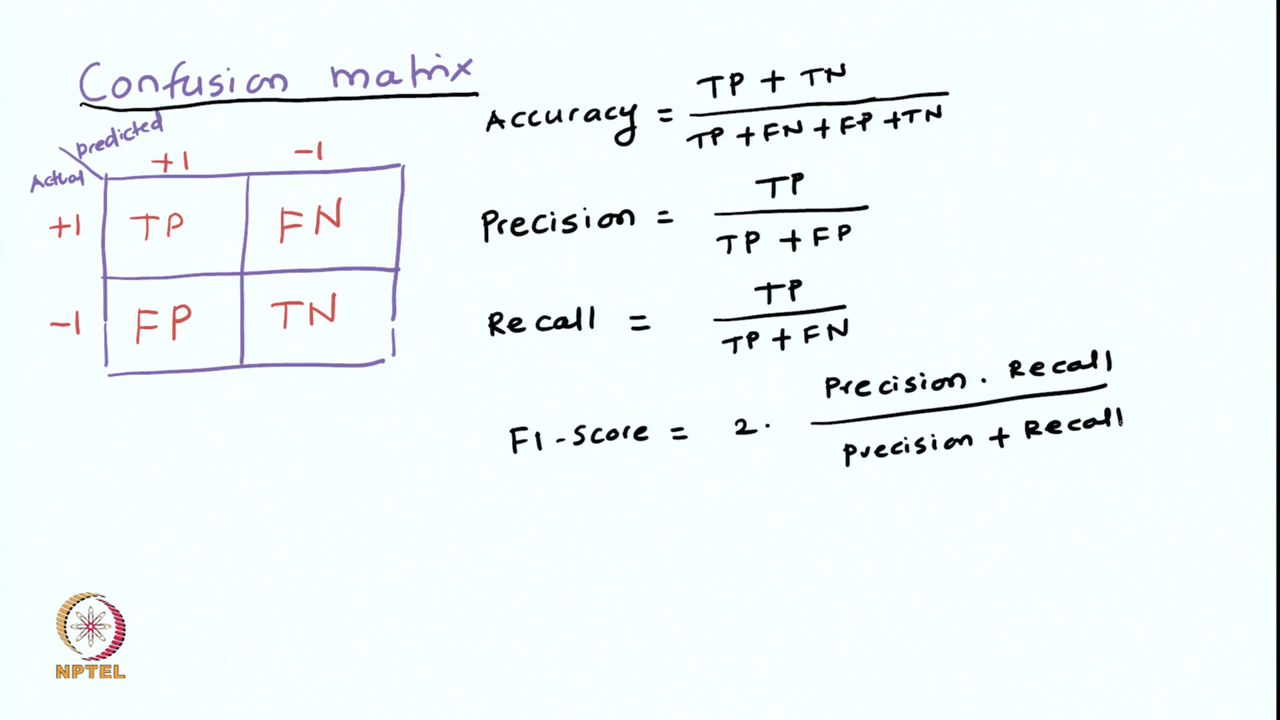 Confusion matrix
predicted
Actual
+1 -1
+1 TP FN
-1 FP TN
Accuracy = TP + TN
TP + FN + FP + TN
Precision = TP
TP + FP
Recall = TP
TP + FN
F1-Score = 2. Precision . Recall
Precision + Recall
NPTEL